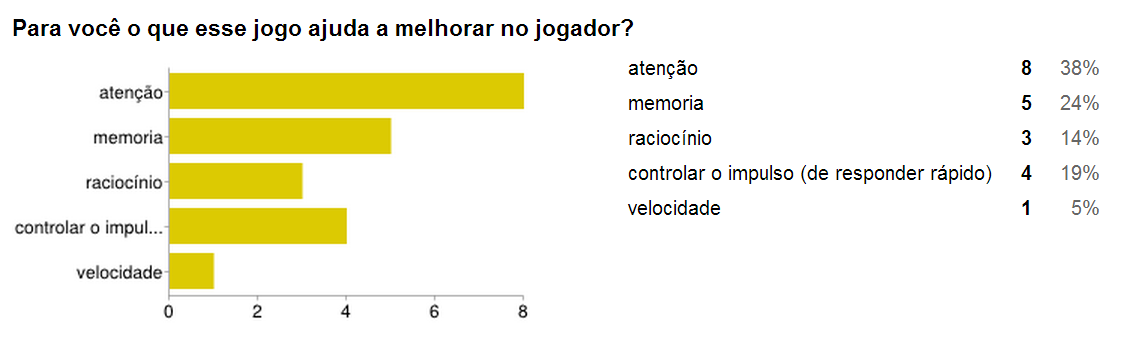 Para você o que esse jogo ajuda a melhorar no jogador?
atenção
memoria
raciocínio
controlar o impul...
velocidade
0 2 4 6 8
atenção 8 38%
memoria 5 24%
raciocínio 3 14%
controlar o impulso (de responder rápido) 4 19%
velocidade 1 5%